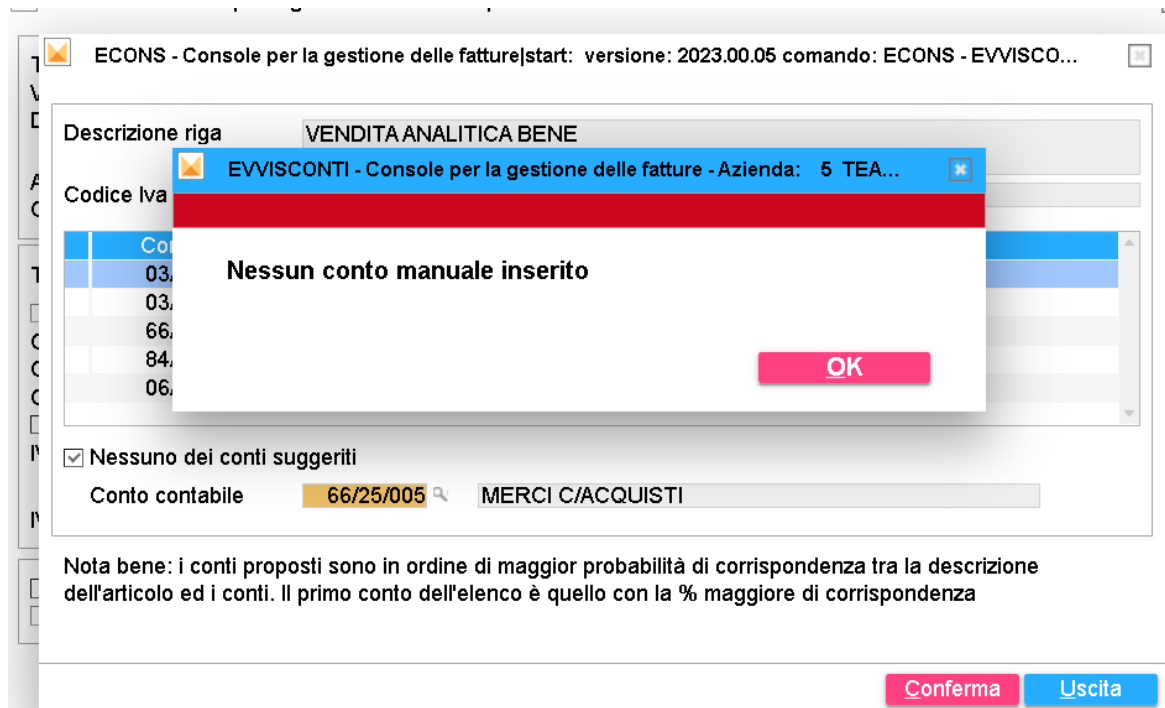 ECONS - Console per la gestione delle fatture|start: versione: 2023.00.05 comando: ECONS - EVVISCO...
Descrizione riga VENDITA ANALITICA BENE
EVVISCONTI - Console per la gestione delle fatture - Azienda: 5 TEA...
Codice Iva
Nessun conto manuale inserito
03
03
66
84
06
OK
Nessuno dei conti suggeriti
Conto contabile 66/25/005 MERCI C/ACQUISTI
Nota bene: i conti proposti sono in ordine di maggior probabilità di corrispondenza tra la descrizione
dell'articolo ed i conti. Il primo conto dell'elenco è quello con la % maggiore di corrispondenza
Conferma Uscita